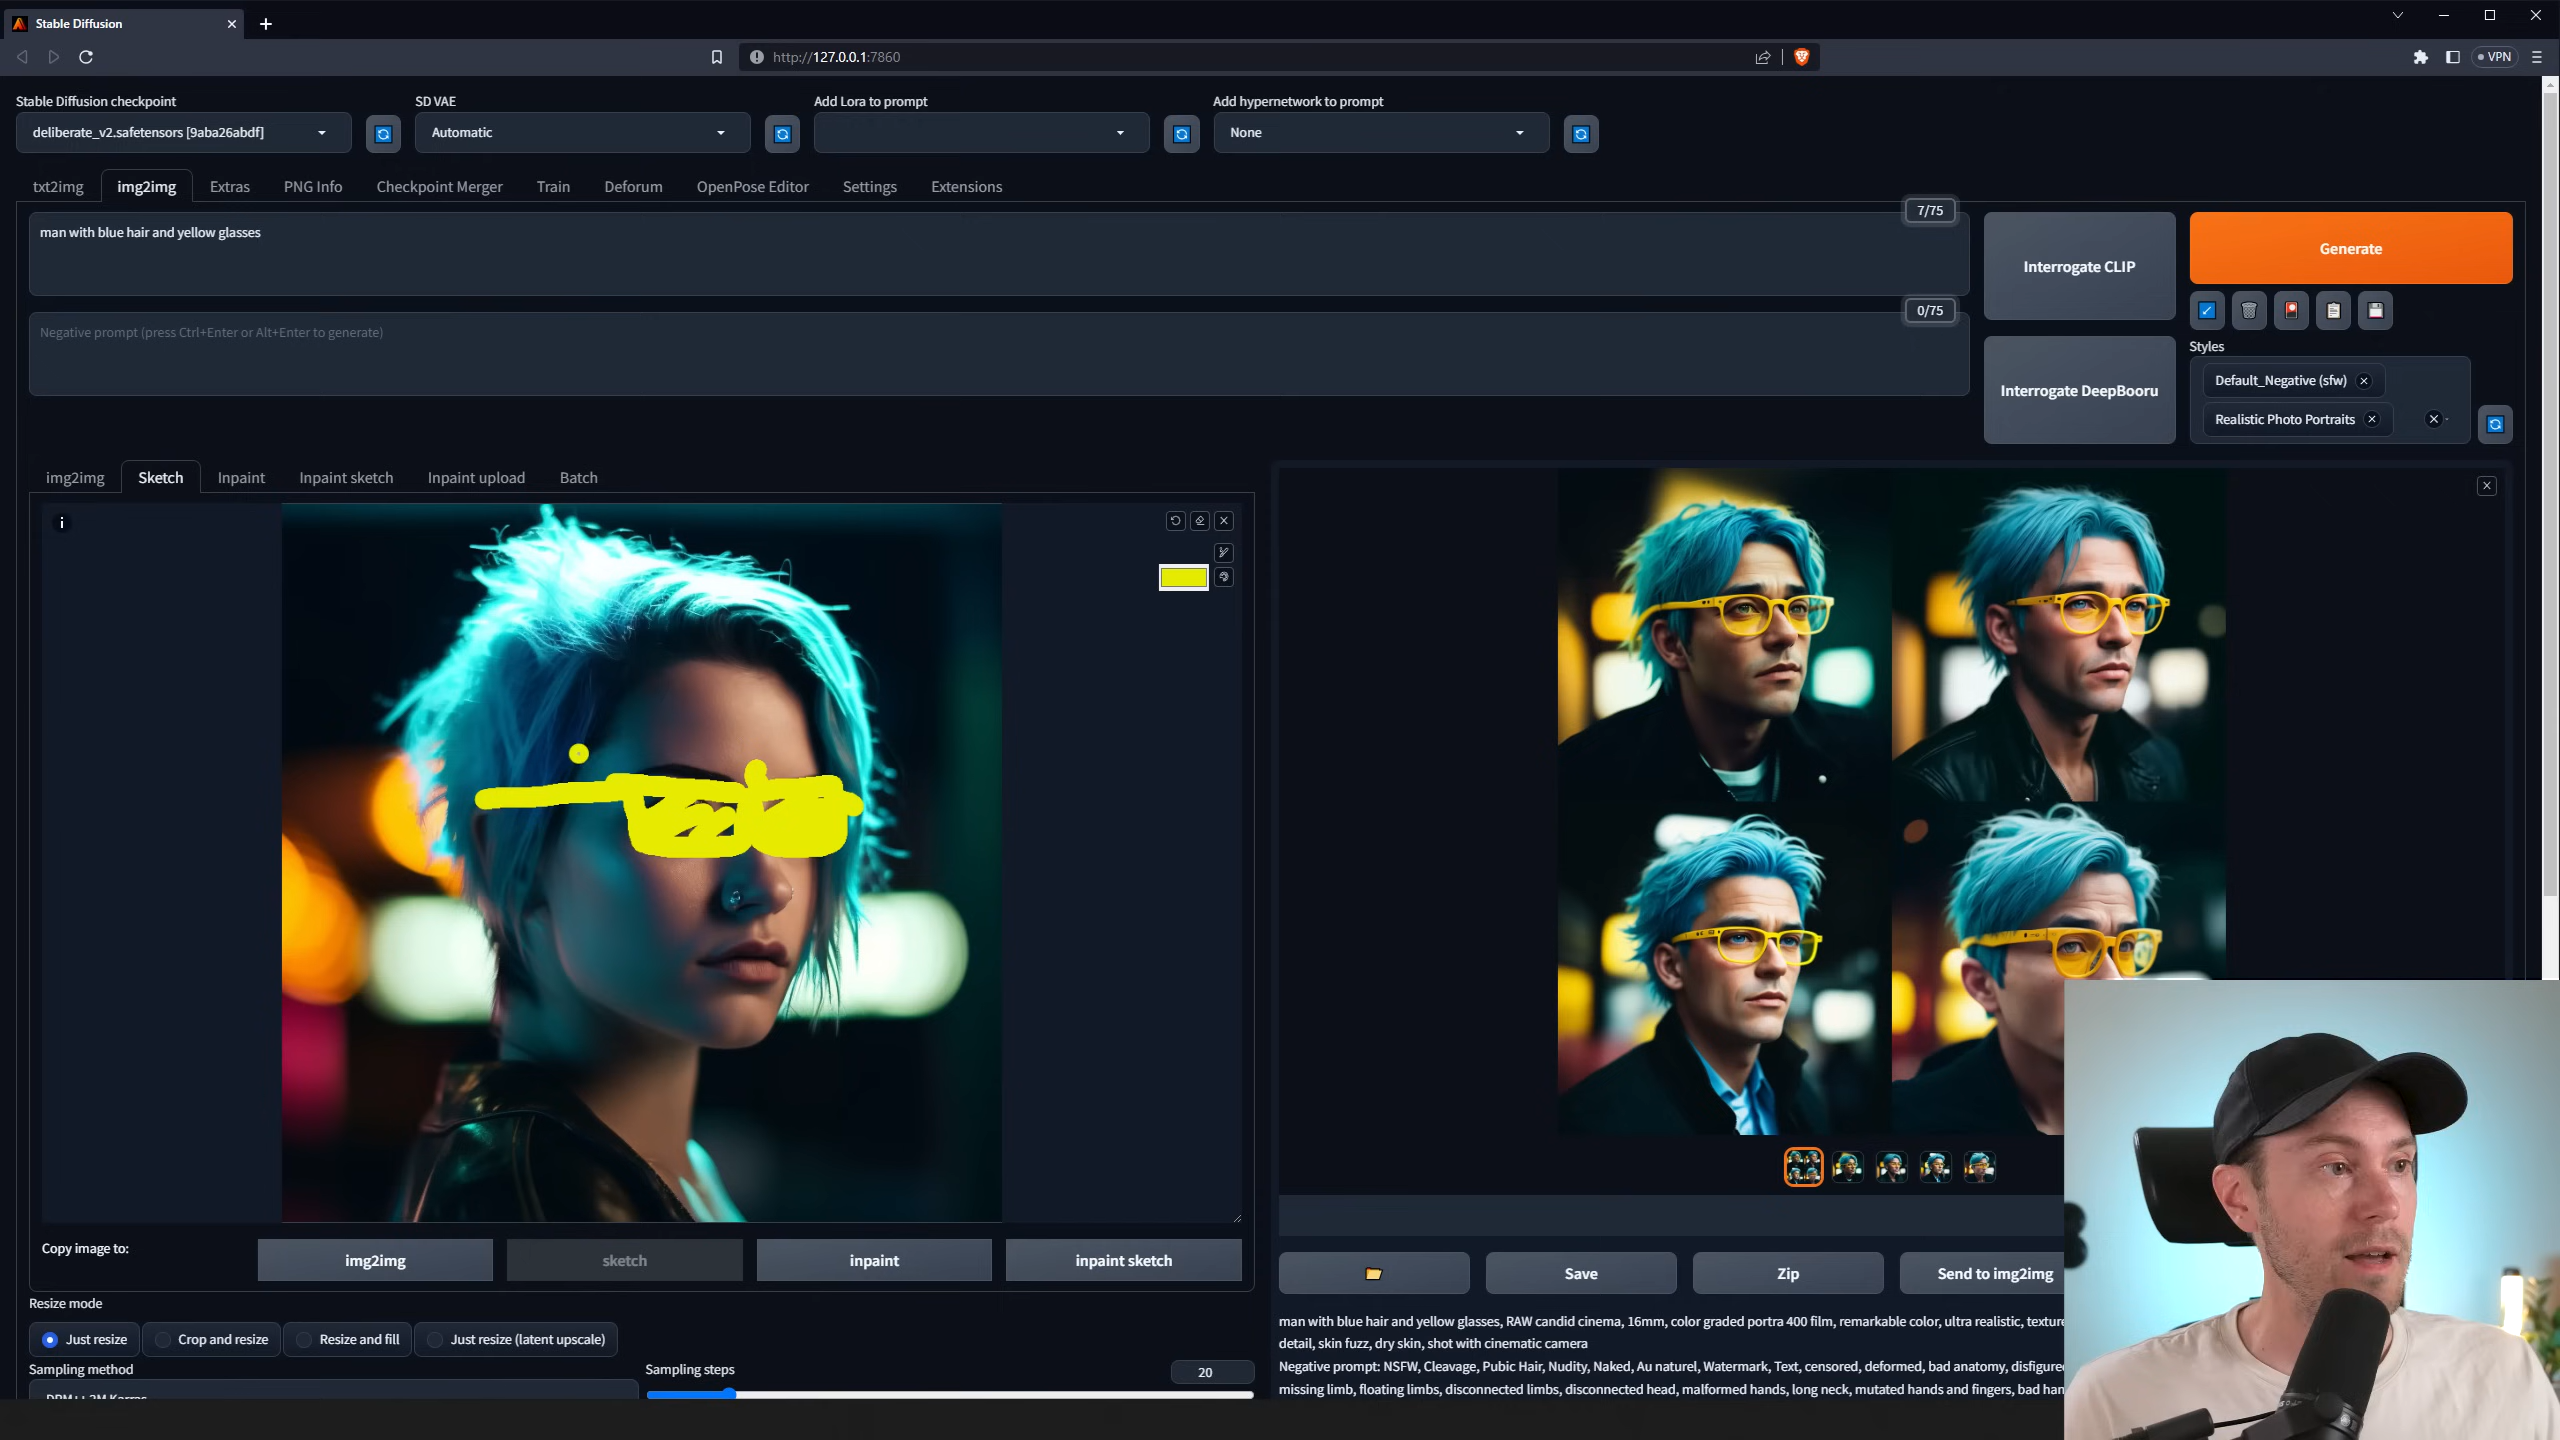 Stable Diffusion
http://127.0.0.1:7860
VPN
Stable Diffusion checkpoint
SD VAE
Add Lora to prompt
Add hypernetwork to prompt
deliberate_v2.safetensors [9aba26abdf]
Automatic
None
txt2img
img2img
Extras
PNG Info
Checkpoint Merger
Train
Deforum
OpenPose Editor
Settings
Extensions
7/75
man with blue hair and yellow glasses
Interrogate CLIP
Generate
0/75
Negative prompt (press Ctrl+Enter or Alt+Enter to generate)
Interrogate DeepBooru
Styles
Default_Negative (sfw)
Realistic Photo Portraits
img2img
Sketch
Inpaint
Inpaint sketch
Inpaint upload
Batch
Copy image to:
img2img
sketch
inpaint
inpaint sketch
Save
Zip
Send to img2img
Resize mode
Just resize
Crop and resize
Resize and fill
Just resize (latent upscale)
Sampling method
Sampling steps
20
man with blue hair and yellow glasses, RAW candid cinema, 16mm, color graded portra 400 film, remarkable color, ultra realistic, texture
detail, skin fuzz, dry skin, shot with cinematic camera
Negative prompt: NSFW, Cleavage, Pubic Hair, Nudity, Naked, Au naturel, Watermark, Text, censored, deformed, bad anatomy, disfigured
missing limb, floating limbs, disconnected limbs, disconnected head, malformed hands, long neck, mutated hands and fingers, bad